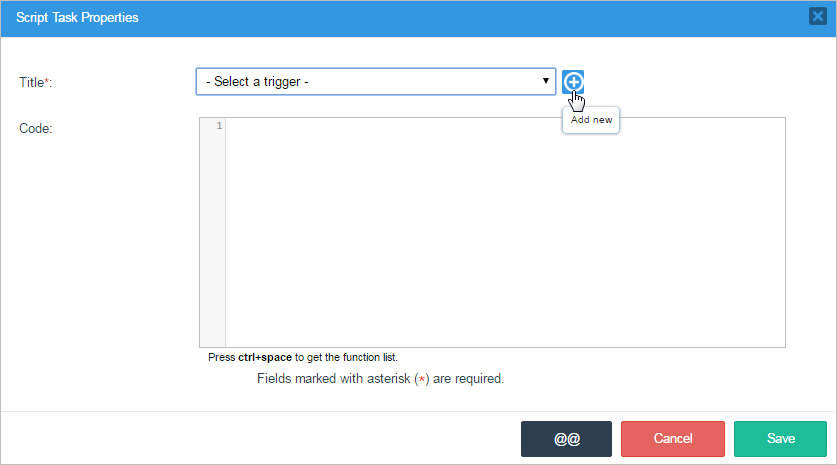 Script Task Properties
Title*:
- Select a trigger -
Add new
Code:
1
Press ctrl+space to get the function list.
Fields marked with asterisk (*) are required.
@@
Cancel
Save